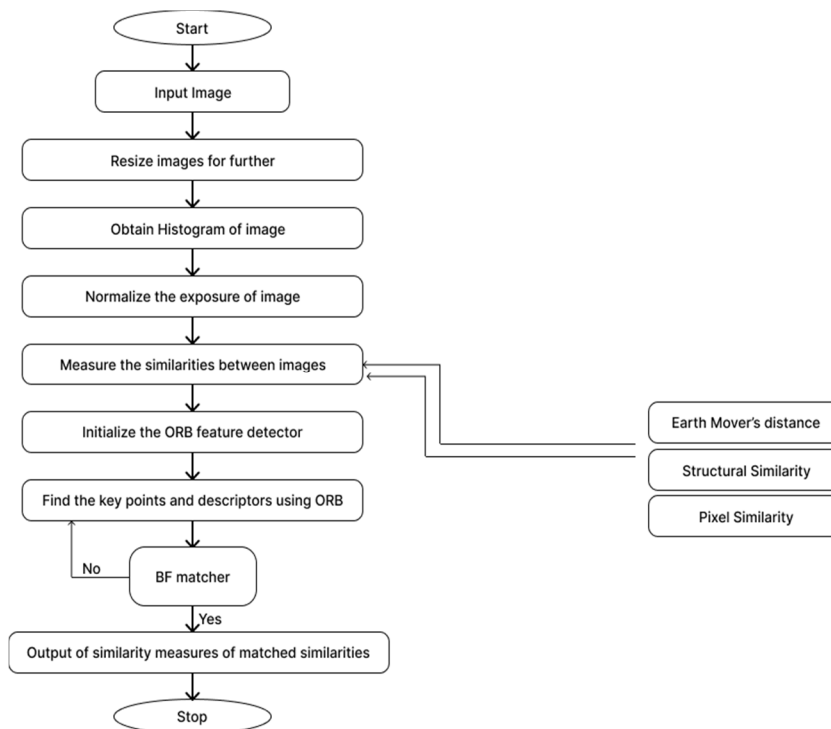 Start
Input Image
Resize images for further
Obtain Histogram of image
Normalize the exposure of image
Measure the similarities between images
Earth Mover's distance
Initialize the ORB feature detector
Structural Similarity
Find the key points and descriptors using ORB
Pixel Similarity
No
BF matcher
Yes
Output of similarity measures of matched similarities
Stop